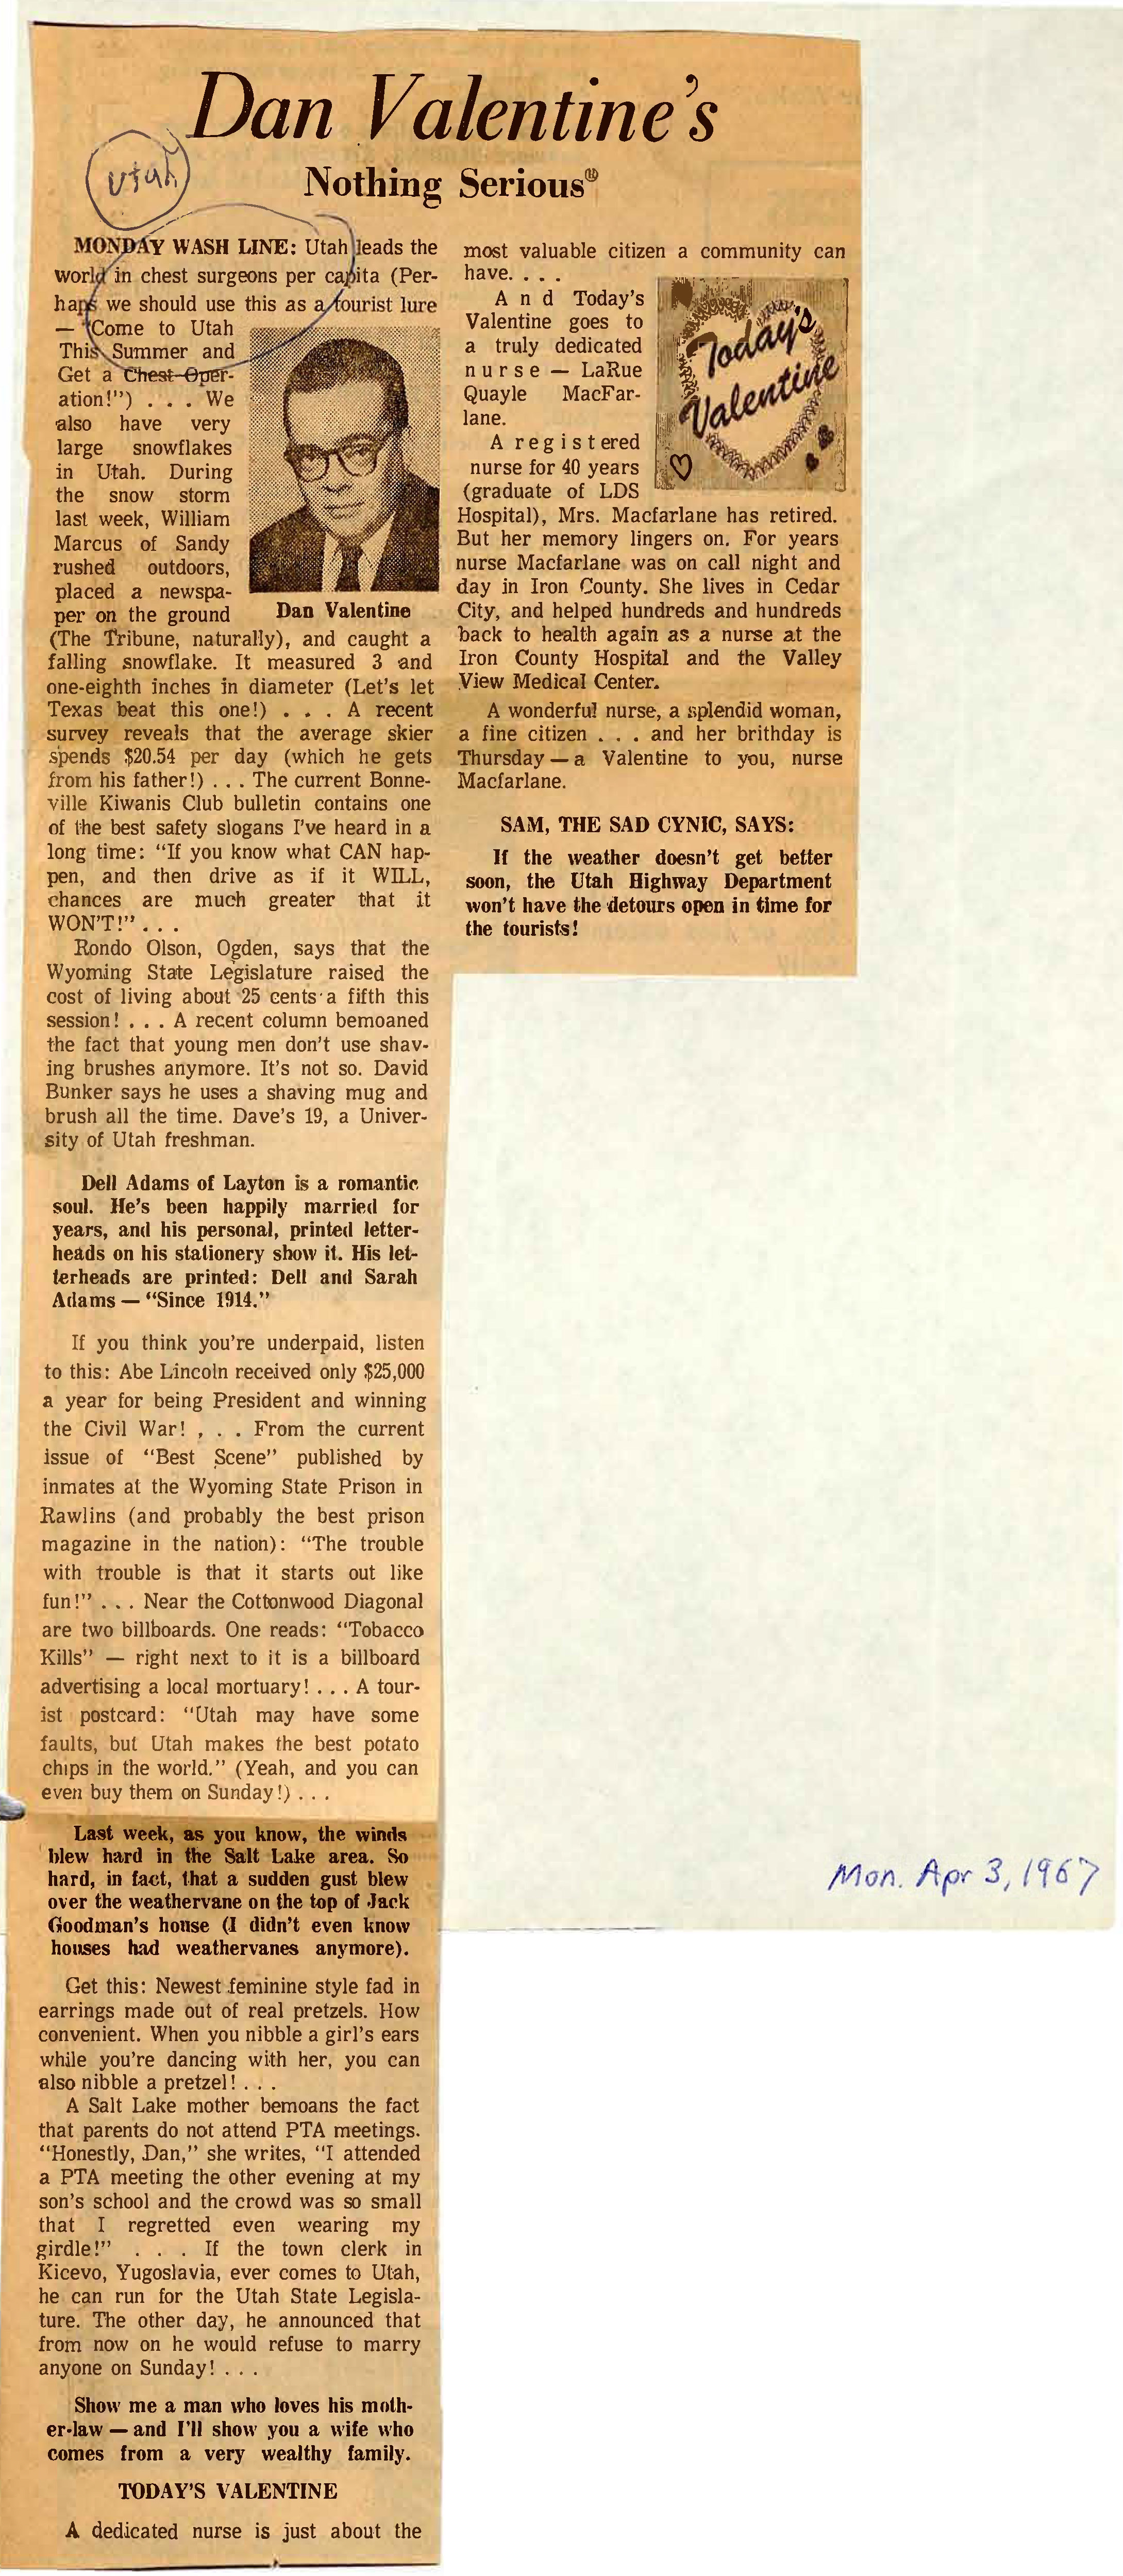 Dan Valentine's
Nothing Serious®
Utah
MONDAY WASH LINE: Utah leads the
world in chest surgeons per capita (Per-
haps we should use this as a tourist lure
— "Come to Utah
This Summer and
Get a Chest Oper-
ation!") . . . We
also have very
large snowflakes
in Utah. During
the snow storm
last week, William
Marcus of Sandy
rushed outdoors,
placed a newspa-
per on the ground
Dan Valentine
(The Tribune, naturally), and caught a
falling snowflake. It measured 3 and
one-eighth inches in diameter (Let's let
Texas beat this one!) . . . A recent
survey reveals that the average skier
spends $20.54 per day (which he gets
from his father!) . . . The current Bonne-
ville Kiwanis Club bulletin contains one
of the best safety slogans I've heard in a
long time: "If you know what CAN hap-
pen, and then drive as if it WILL,
chances are much greater that it
WON'T!" . . .
Rondo Olson, Ogden, says that the
Wyoming State Legislature raised the
cost of living about 25 cents a fifth this
session! . . . A recent column bemoaned
the fact that young men don't use shav-
ing brushes anymore. It's not so. David
Bunker says he uses a shaving mug and
brush all the time. Dave's 19, a Univer-
sity of Utah freshman.
Dell Adams of Layton is a romantic
soul. He's been happily married for
years, and his personal, printed letter-
heads on his stationery show it. His let-
terheads are printed: Dell and Sarah
Adams — "Since 1914."
If you think you're underpaid, listen
to this: Abe Lincoln received only $25,000
a year for being President and winning
the Civil War! , . . From the current
issue of "Best Scene" published by
inmates at the Wyoming State Prison in
Rawlins (and probably the best prison
magazine in the nation): "The trouble
with trouble is that it starts out like
fun!" . . . Near the Cottonwood Diagonal
are two billboards. One reads: "Tobacco
Kills" — right next to it is a billboard
advertising a local mortuary! . . . A tour-
ist postcard: "Utah may have some
faults, but Utah makes the best potato
chips in the world." (Yeah, and you can
even buy them on Sunday!) . . .
Last week, as you know, the winds
blew hard in the Salt Lake area. So
hard, in fact, that a sudden gust blew
over the weathervane on the top of Jack
Goodman's house (I didn't even know
houses had weathervanes anymore).
Get this: Newest feminine style fad in
earrings made out of real pretzels. How
convenient. When you nibble a girl's ears
while you're dancing with her, you can
also nibble a pretzel! . . .
A Salt Lake mother bemoans the fact
that parents do not attend PTA meetings.
"Honestly, Dan," she writes, "I attended
a PTA meeting the other evening at my
son's school and the crowd was so small
that I regretted even wearing my
girdle!" . . . If the town clerk in
Kicevo, Yugoslavia, ever comes to Utah,
he can run for the Utah State Legisla-
ture. The other day, he announced that
from now on he would refuse to marry
anyone on Sunday! . . .
Show me a man who loves his moth-
er-law — and I'll show you a wife who
comes from a very wealthy family.
TODAY'S VALENTINE
A dedicated nurse is just about the
most valuable citizen a community can
have. . . .
And Today's
Valentine goes to
a truly dedicated
nurse — LaRue
Quayle MacFar-
lane.
Today's
Valentine
A registered
nurse for 40 years
(graduate of LDS
Hospital), Mrs. Macfarlane has retired.
But her memory lingers on. For years
nurse Macfarlane was on call night and
day in Iron County. She lives in Cedar
City, and helped hundreds and hundreds
back to health again as a nurse at the
Iron County Hospital and the Valley
View Medical Center.
A wonderful nurse, a splendid woman,
a fine citizen . . . and her brithday is
Thursday — a Valentine to you, nurse
Macfarlane.
SAM, THE SAD CYNIC, SAYS:
If the weather doesn't get better
soon, the Utah Highway Department
won't have the detours open in time for
the tourists!
Mon. Apr 3, 1967